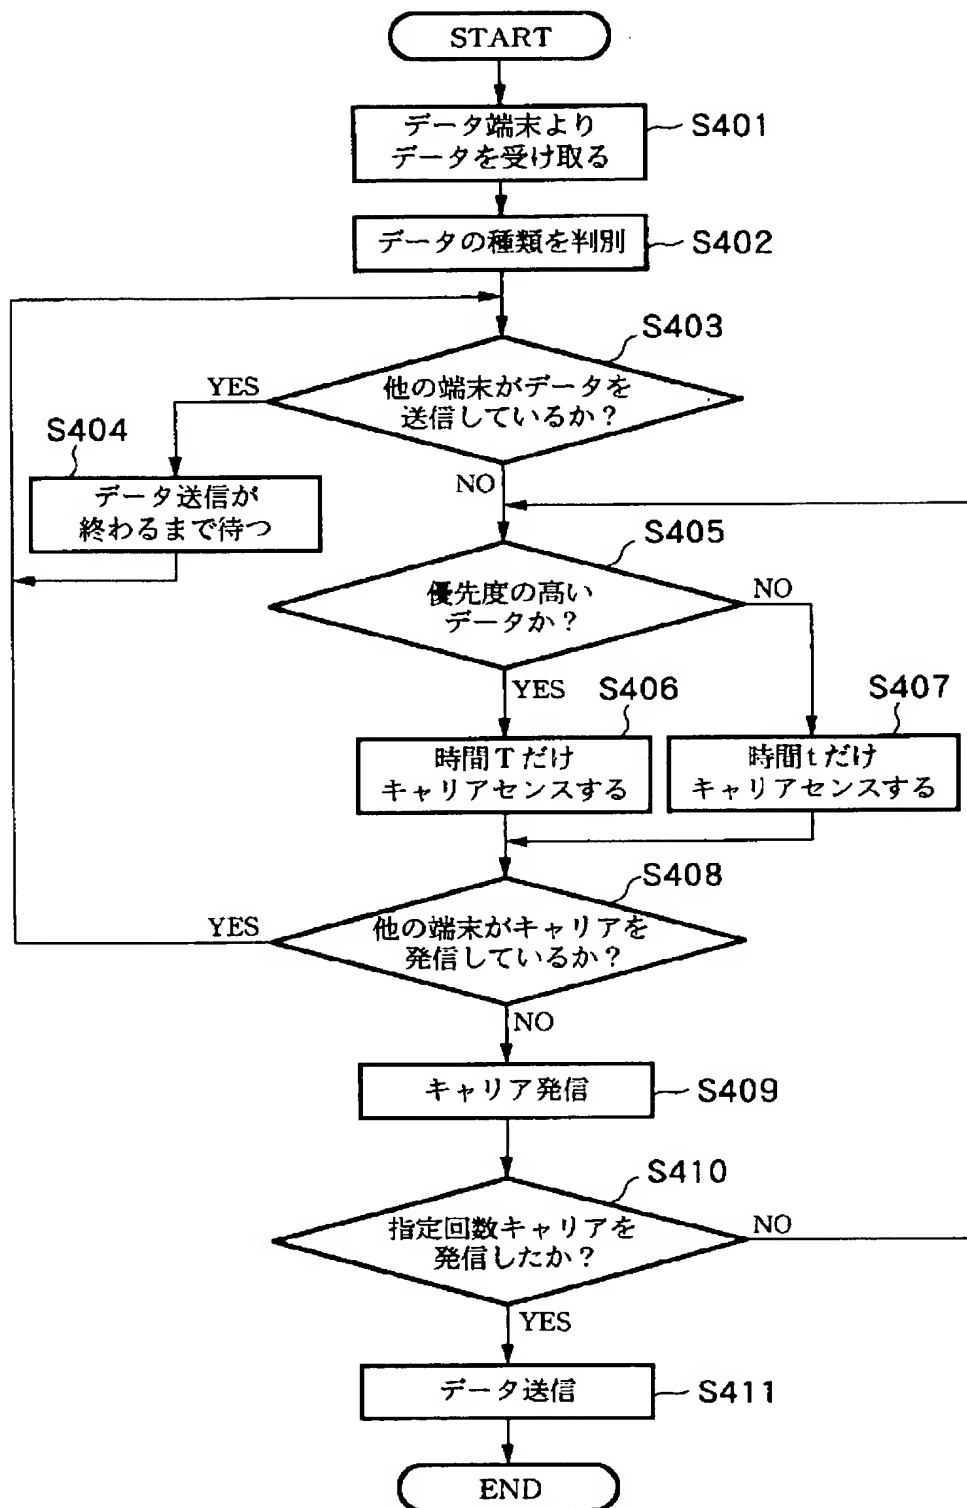 START
データ端末より
データを受け取る
S401
データの種類を判別
S402
S403
他の端末がデータを
送信しているか？
YES
NO
S404
データ送信が
終わるまで待つ
S405
優先度の高い
データか？
NO
YES
S406
時間Tだけ
キャリアセンスする
S407
時間tだけ
キャリアセンスする
S408
他の端末がキャリアを
発信しているか？
YES
NO
キャリア発信
S409
S410
指定回数キャリアを
発信したか？
NO
YES
データ送信
S411
END